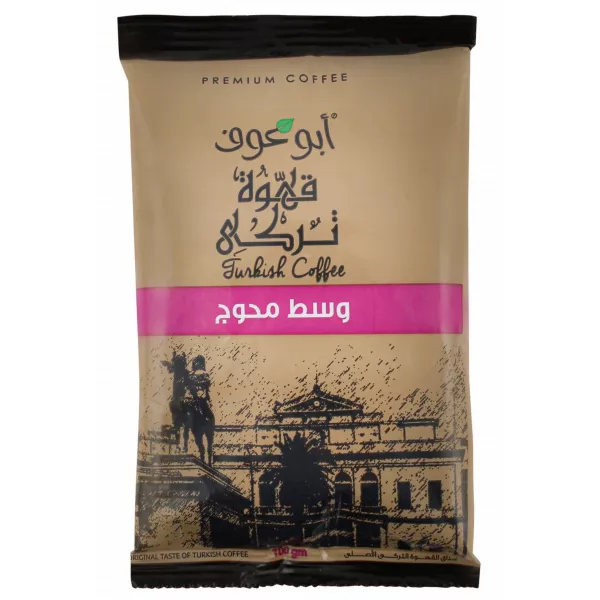 PREMIUM COFFEE
أبو عوف®
قهوة
تركي
Turkish Coffee
وسط محوج
100 gm
ORIGINAL TASTE OF TURKISH COFFEE
مذاق القهوة التركي الأصلي